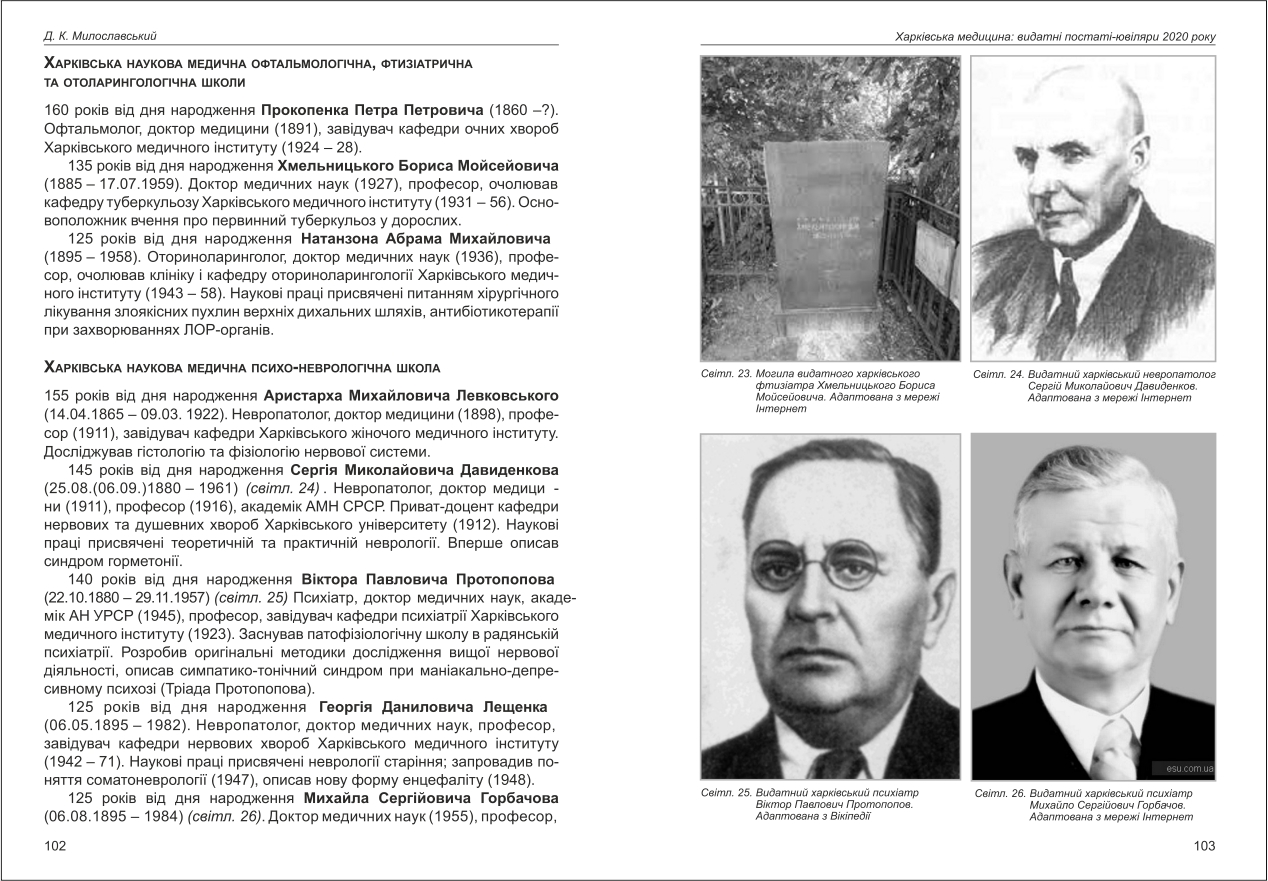 Д. К. Милославський
Харківська наукова медична офтальмологічна, фтизіатрична
та отоларингологічна школи
160 років від дня народження Прокопенка Петра Петровича (1860 –?).
Офтальмолог, доктор медицини (1891), завідувач кафедри очних хвороб
Харківського медичного інституту (1924 – 28).
135 років від дня народження Хмельницького Бориса Мойсейовича
(1885 – 17.07.1959). Доктор медичних наук (1927), професор, очолював
кафедру туберкульозу Харківського медичного інституту (1931 – 56). Осно-
воположник вчення про первинний туберкульоз у дорослих.
125 років від дня народження Натанзона Абрама Михайловича
(1895 – 1958). Оториноларинголог, доктор медичних наук (1936), профе-
сор, очолював клініку і кафедру оториноларингології Харківського медич-
ного інституту (1943 – 58). Наукові праці присвячені питанням хірургічного
лікування злоякісних пухлин верхніх дихальних шляхів, антибіотикотерапії
при захворюваннях ЛОР-органів.
Харківська наукова медична психо-неврологічна школа
155 років від дня народження Аристарха Михайловича Левковського
(14.04.1865 – 09.03. 1922). Невропатолог, доктор медицини (1898), профе-
сор (1911), завідувач кафедри Харківського жіночого медичного інституту.
Досліджував гістологію та фізіологію нервової системи.
145 років від дня народження Сергія Миколайовича Давиденкова
(25.08.(06.09.)1880 – 1961) (світл. 24) . Невропатолог, доктор медици -
ни (1911), професор (1916), академік АМН СРСР. Приват-доцент кафедри
нервових та душевних хвороб Харківського університету (1912). Наукові
праці присвячені теоретичній та практичній неврології. Вперше описав
синдром горметонії.
140 років від дня народження Віктора Павловича Протопопова
(22.10.1880 – 29.11.1957) (світл. 25) Психіатр, доктор медичних наук, акаде-
мік АН УРСР (1945), професор, завідувач кафедри психіатрії Харківського
медичного інституту (1923). Заснував патофізіологічну школу в радянській
психіатрії. Розробив оригінальні методики дослідження вищої нервової
діяльності, описав симпатико-тонічний синдром при маніакально-депре-
сивному психозі (Тріада Протопопова).
125 років від дня народження Георгія Даниловича Лещенка
(06.05.1895 – 1982). Невропатолог, доктор медичних наук, професор,
завідувач кафедри нервових хвороб Харківського медичного інституту
(1942 – 71). Наукові праці присвячені неврології старіння; запровадив по-
няття соматоневрології (1947), описав нову форму енцефаліту (1948).
125 років від дня народження Михайла Сергійовича Горбачова
(06.08.1895 – 1984) (світл. 26). Доктор медичних наук (1955), професор,
102
Харківська медицина: видатні постаті-ювіляри 2020 року
Світл. 23. Могила видатного харківського
фтизіатра Хмельницького Бориса
Мойсейовича. Адаптована з мережі
Інтернет
Світл. 24. Видатний харківський невропатолог
Сергій Миколайович Давиденков.
Адаптована з мережі Інтернет
esu.com.ua
Світл. 25. Видатний харківський психіатр
Віктор Павлович Протопопов.
Адаптована з Вікіпедії
Світл. 26. Видатний харківський психіатр
Михайло Сергійович Горбачов.
Адаптована з мережі Інтернет
103